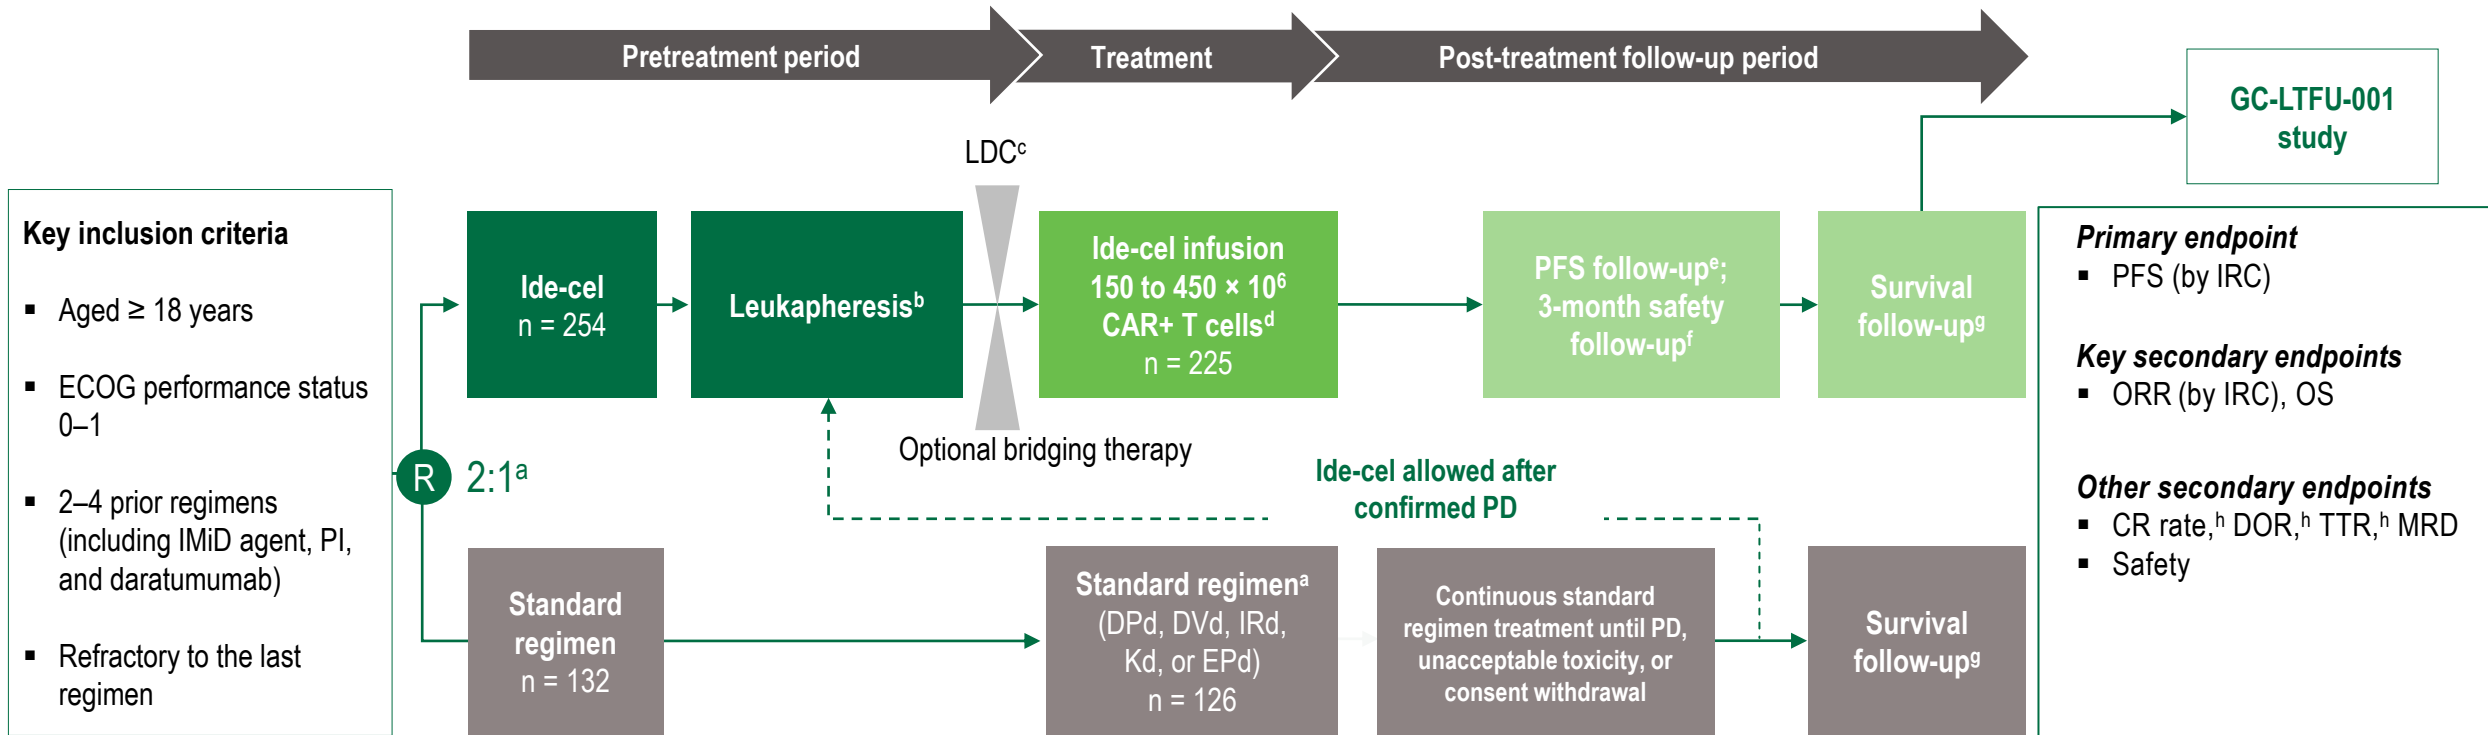 Pretreatment period
Treatment
Post-treatment follow-up period
GC-LTFU-001
study
Key inclusion criteria
▪ Aged ≥ 18 years
▪ ECOG performance status
0–1
▪ 2–4 prior regimens
(including IMiD agent, PI,
and daratumumab)
▪ Refractory to the last
regimen
R
2:1ᵃ
Ide-cel
n = 254
Leukapheresisᵇ
LDCᶜ
Optional bridging therapy
Ide-cel infusion
150 to 450 × 10⁶
CAR+ T cellsᵈ
n = 225
PFS follow-upᵉ;
3-month safety
follow-upᶠ
Survival
follow-upᵍ
Ide-cel allowed after
confirmed PD
Standard
regimen
n = 132
Standard regimenᵃ
(DPd, DVd, IRd,
Kd, or EPd)
n = 126
Continuous standard
regimen treatment until PD,
unacceptable toxicity, or
consent withdrawal
Survival
follow-upᵍ
Primary endpoint
▪ PFS (by IRC)
Key secondary endpoints
▪ ORR (by IRC), OS
Other secondary endpoints
▪ CR rate,ʰ DOR,ʰ TTR,ʰ MRD
▪ Safety